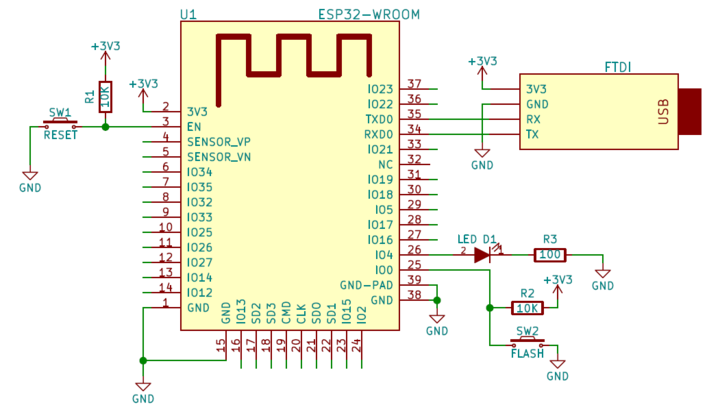 U1 ESP32-WROOM
+3V3
R1 10K
+3V3
SW1
RESET
GND
2 3V3
3 EN
4 SENSOR_VP
5 SENSOR_VN
6 IO34
7 IO35
8 IO32
9 IO33
10 IO25
11 IO26
12 IO27
13 IO14
14 IO12
1 GND
GND
15 GND
16 IO13
17 SD2
18 SD3
19 CMD
20 CLK
21 SD0
22 SD1
23 IO15
24 IO2
IO23 37
IO22 36
TXD0 35
RXD0 34
IO21 33
NC 32
IO19 31
IO18 30
IO5 29
IO17 28
IO16 27
IO4 26
IO0 25
GND-PAD 39
GND 38
GND
+3V3
GND
FTDI
3V3
GND
RX
TX
USB
LED D1
2 1
R3
100
GND
R2
10K
+3V3
SW2
FLASH
GND